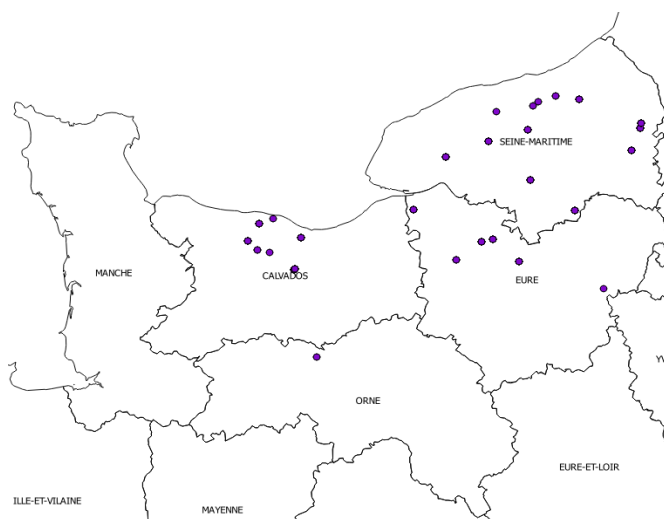 SEINE-MARITIME
MANCHE
CALVADOS
EURE
ORNE
EURE-ET-LOIR
ILLE-ET-VILAINE
MAYENNE